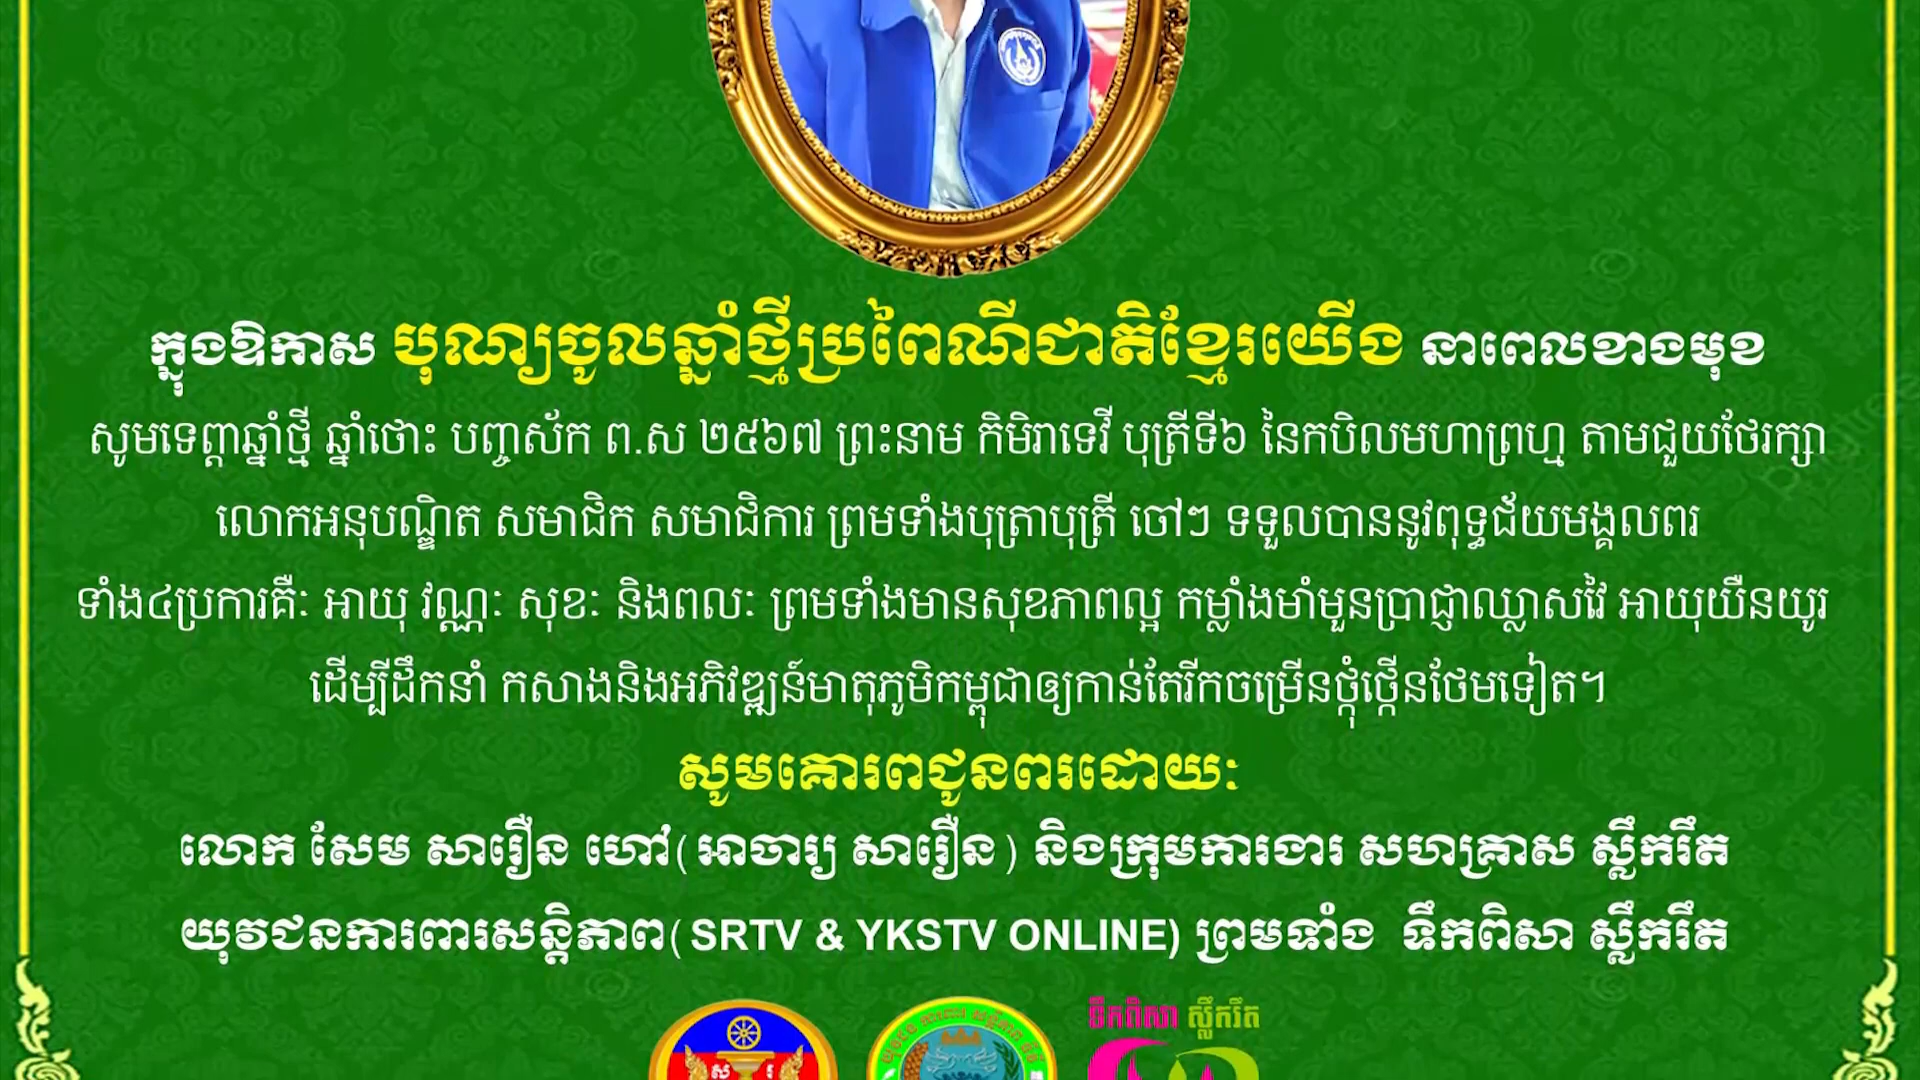 ក្នុងឱកាស បុណ្យចូលឆ្នាំថ្មីប្រពៃណីជាតិខ្មែរយើង នាពេលខាងមុខ
សូមទេព្តាឆ្នាំថ្មី ឆ្នាំថោះ បញ្ចស័ក ព.ស ២៥៦៧ ព្រះនាម កិមិរាទេវី បុត្រីទី៦ នៃកបិលមហាព្រហ្ម តាមជួយថែរក្សា
លោកអនុបណ្ឌិត សមាជិក សមាជិការ ព្រមទាំងបុត្រាបុត្រី ចៅៗ ទទួលបាននូវពុទ្ធជ័យមង្គលពរ
ទាំង៤ប្រការគឺៈ អាយុ វណ្ណៈ សុខៈ និងពលៈ ព្រមទាំងមានសុខភាពល្អ កម្លាំងមាំមួនប្រាជ្ញាឈ្លាសវៃ អាយុយឺនយូរ
ដើម្បីដឹកនាំ កសាងនិងអភិវឌ្ឍន៍មាតុភូមិកម្ពុជាឲ្យកាន់តែរីកចម្រើនថ្កុំថ្កើនថែមទៀត។
សូមគោរពជូនពរដោយៈ
លោក សែម សារឿន ហៅ(អាចារ្យ សារឿន) និងក្រុមការងារ សហគ្រាស ស្លឹករឹត
យុវជនការពារសន្តិភាព(SRTV & YKSTV ONLINE) ព្រមទាំង ទឹកពិសា ស្លឹករឹត
ទឹកពិសា ស្លឹករឹត
ស រ